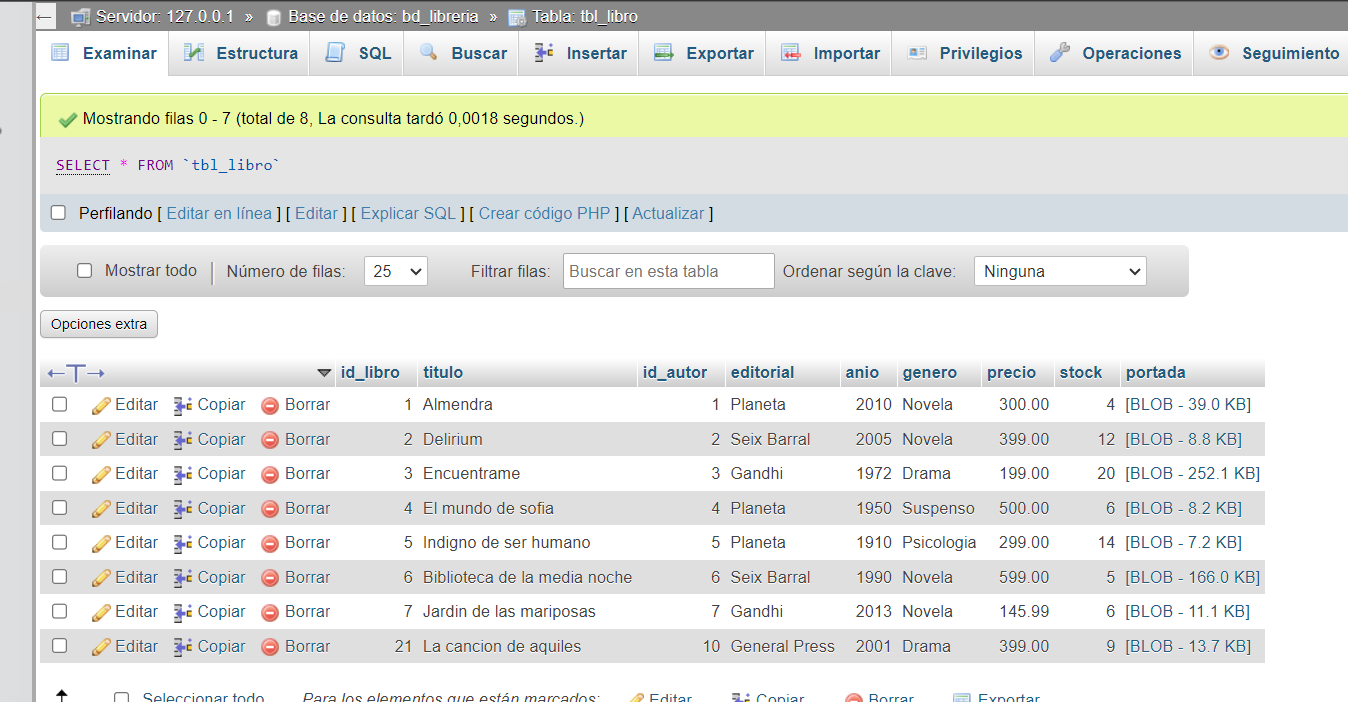 Servidor: 127.0.0.1 » Base de datos: bd_libreria » Tabla: tbl_libro
Examinar Estructura SQL Buscar Insertar Exportar Importar Privilegios Operaciones Seguimiento
Mostrando filas 0 - 7 (total de 8, La consulta tardó 0,0018 segundos.)
SELECT * FROM `tbl_libro`
Perfilando [ Editar en línea ] [ Editar ] [ Explicar SQL ] [ Crear código PHP ] [ Actualizar ]
Mostrar todo | Número de filas: 25 Filtrar filas: Buscar en esta tabla Ordenar según la clave: Ninguna
Opciones extra
←T→ id_libro titulo id_autor editorial anio genero precio stock portada
Editar Copiar Borrar 1 Almendra 1 Planeta 2010 Novela 300.00 4 [BLOB - 39.0 KB]
Editar Copiar Borrar 2 Delirium 2 Seix Barral 2005 Novela 399.00 12 [BLOB - 8.8 KB]
Editar Copiar Borrar 3 Encuentrame 3 Gandhi 1972 Drama 199.00 20 [BLOB - 252.1 KB]
Editar Copiar Borrar 4 El mundo de sofia 4 Planeta 1950 Suspenso 500.00 6 [BLOB - 8.2 KB]
Editar Copiar Borrar 5 Indigno de ser humano 5 Planeta 1910 Psicologia 299.00 14 [BLOB - 7.2 KB]
Editar Copiar Borrar 6 Biblioteca de la media noche 6 Seix Barral 1990 Novela 599.00 5 [BLOB - 166.0 KB]
Editar Copiar Borrar 7 Jardin de las mariposas 7 Gandhi 2013 Novela 145.99 6 [BLOB - 11.1 KB]
Editar Copiar Borrar 21 La cancion de aquiles 10 General Press 2001 Drama 399.00 9 [BLOB - 13.7 KB]
Seleccionar todo Para los elementos que están marcados: Editar Copiar Borrar Exportar